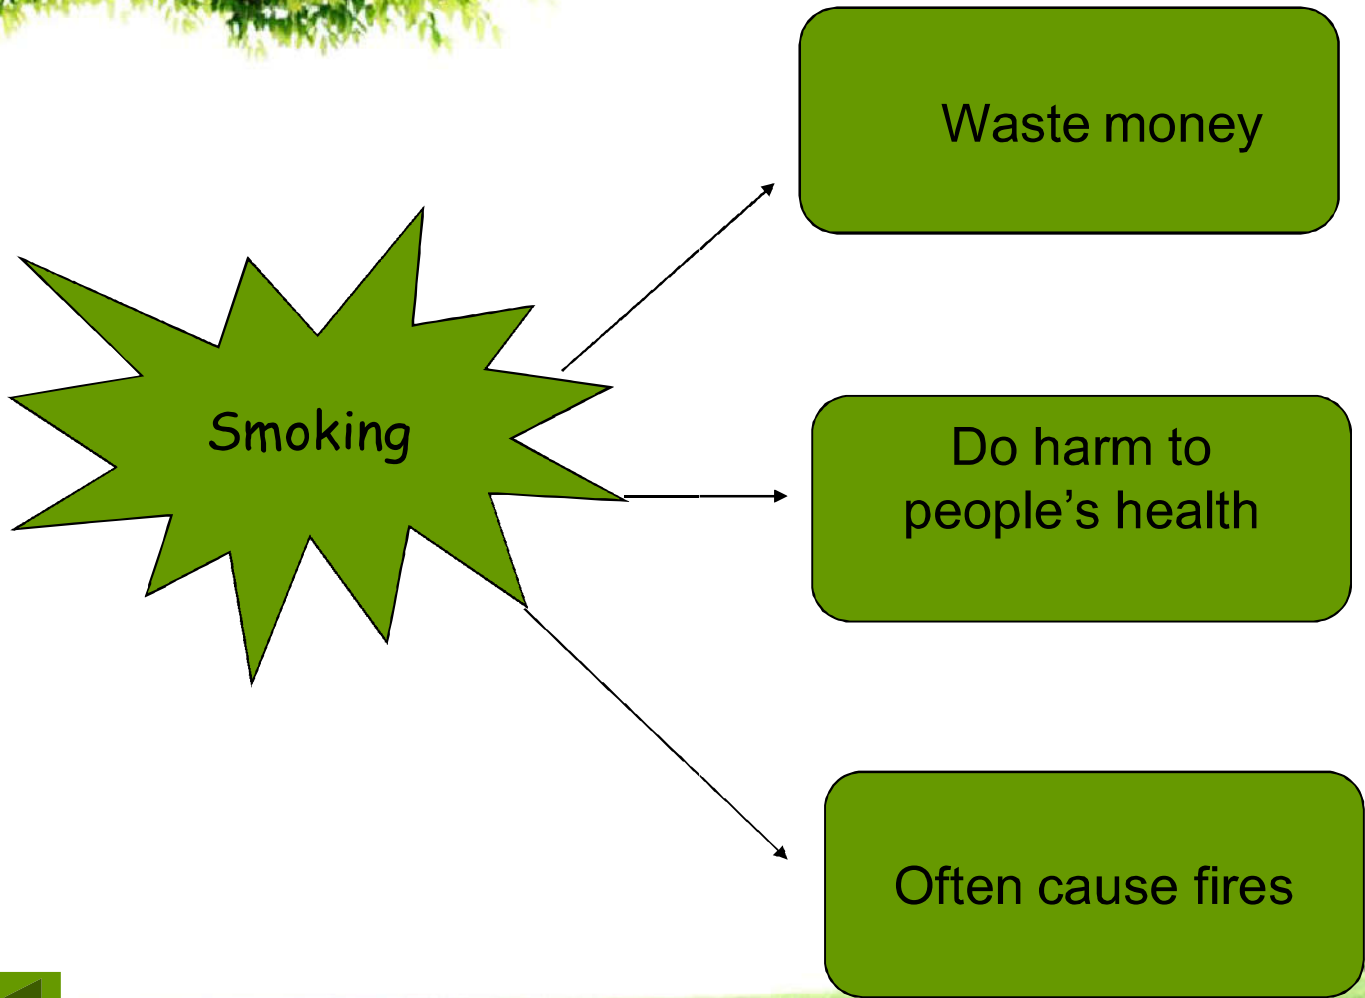 Waste money
Smoking
Do harm to
people’s health
Often cause fires